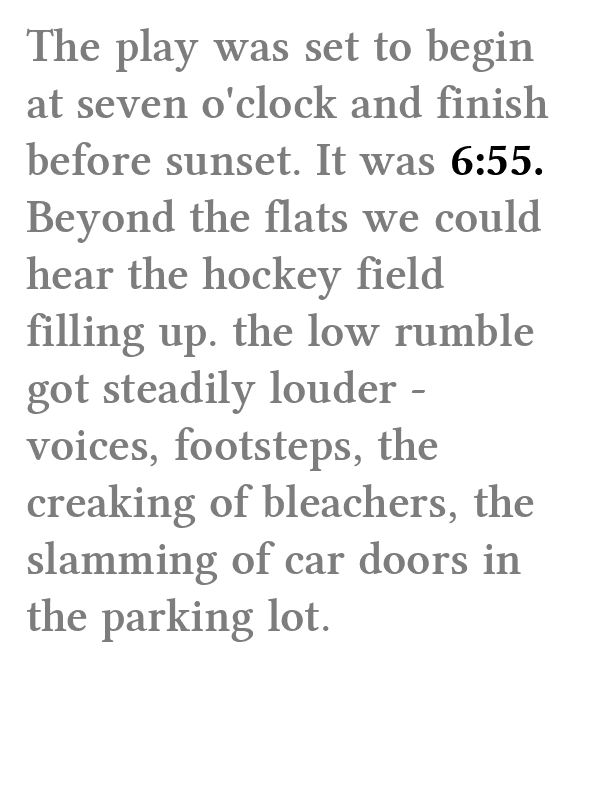 The play was set to begin
at seven o'clock and finish
before sunset. It was 6:55.
Beyond the flats we could
hear the hockey field
filling up. the low rumble
got steadily louder -
voices, footsteps, the
creaking of bleachers, the
slamming of car doors in
the parking lot.